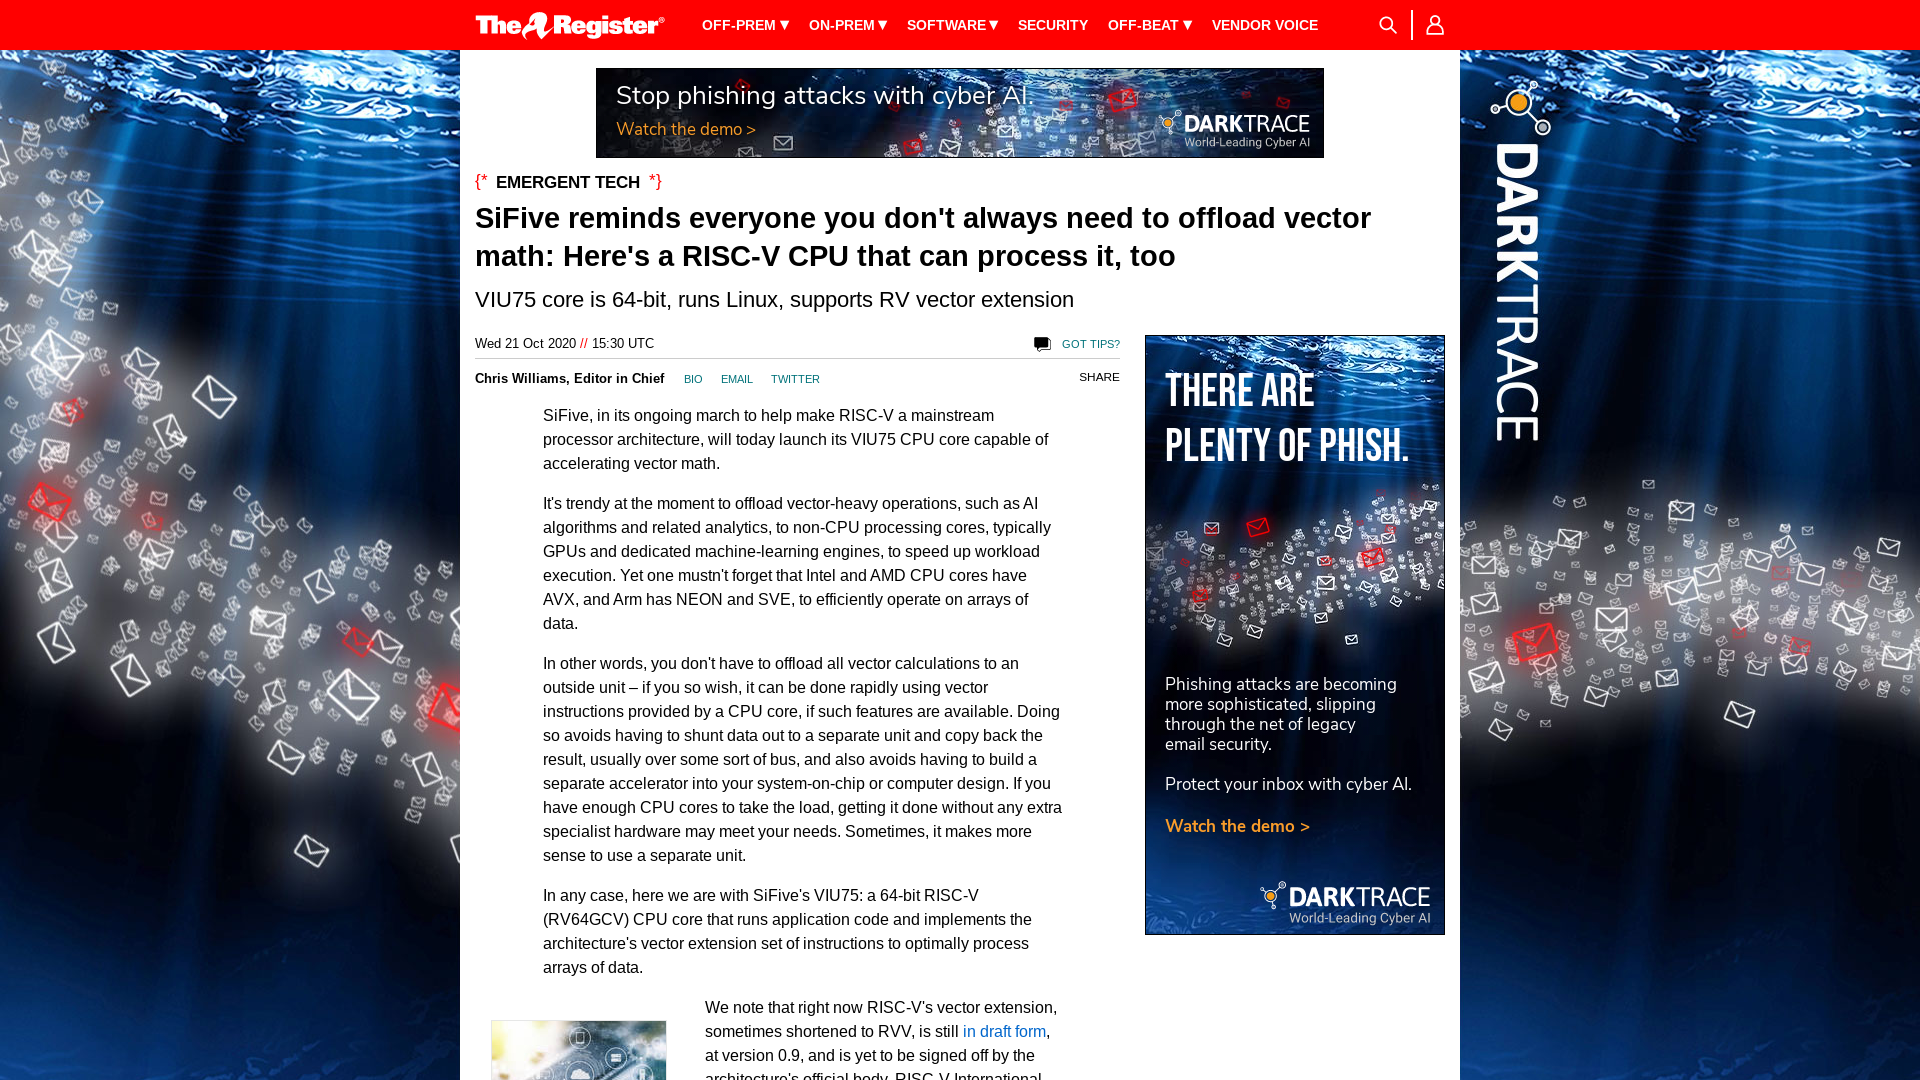 The Register®
OFF-PREM ▼ ON-PREM ▼ SOFTWARE ▼ SECURITY OFF-BEAT ▼ VENDOR VOICE
Stop phishing attacks with cyber AI.
Watch the demo >
DARKTRACE
World-Leading Cyber AI
{* EMERGENT TECH *}
SiFive reminds everyone you don't always need to offload vector
math: Here's a RISC-V CPU that can process it, too
VIU75 core is 64-bit, runs Linux, supports RV vector extension
Wed 21 Oct 2020 // 15:30 UTC
GOT TIPS?
Chris Williams, Editor in Chief BIO EMAIL TWITTER
SHARE
SiFive, in its ongoing march to help make RISC-V a mainstream
processor architecture, will today launch its VIU75 CPU core capable of
accelerating vector math.
It's trendy at the moment to offload vector-heavy operations, such as AI
algorithms and related analytics, to non-CPU processing cores, typically
GPUs and dedicated machine-learning engines, to speed up workload
execution. Yet one mustn't forget that Intel and AMD CPU cores have
AVX, and Arm has NEON and SVE, to efficiently operate on arrays of
data.
In other words, you don't have to offload all vector calculations to an
outside unit – if you so wish, it can be done rapidly using vector
instructions provided by a CPU core, if such features are available. Doing
so avoids having to shunt data out to a separate unit and copy back the
result, usually over some sort of bus, and also avoids having to build a
separate accelerator into your system-on-chip or computer design. If you
have enough CPU cores to take the load, getting it done without any extra
specialist hardware may meet your needs. Sometimes, it makes more
sense to use a separate unit.
In any case, here we are with SiFive's VIU75: a 64-bit RISC-V
(RV64GCV) CPU core that runs application code and implements the
architecture's vector extension set of instructions to optimally process
arrays of data.
We note that right now RISC-V's vector extension,
sometimes shortened to RVV, is still in draft form,
at version 0.9, and is yet to be signed off by the
architecture's official body, RISC-V International
THERE ARE
PLENTY OF PHISH.
Phishing attacks are becoming
more sophisticated, slipping
through the net of legacy
email security.
Protect your inbox with cyber AI.
Watch the demo >
DARKTRACE
World-Leading Cyber AI
DARKTRACE